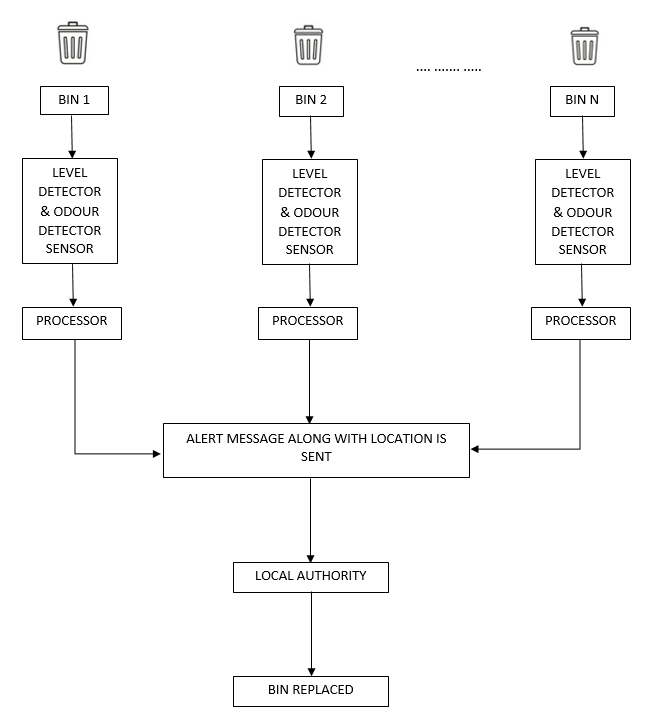 .... ....... .....
BIN 1
BIN 2
BIN N
LEVEL
DETECTOR
& ODOUR
DETECTOR
SENSOR
LEVEL
DETECTOR
& ODOUR
DETECTOR
SENSOR
LEVEL
DETECTOR
& ODOUR
DETECTOR
SENSOR
PROCESSOR
PROCESSOR
PROCESSOR
ALERT MESSAGE ALONG WITH LOCATION IS
SENT
LOCAL AUTHORITY
BIN REPLACED